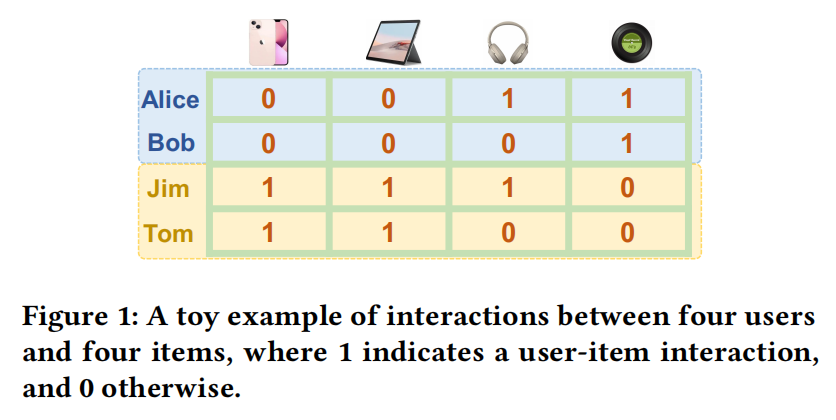 Alice 0 0 1 1
Bob 0 0 0 1
Jim 1 1 1 0
Tom 1 1 0 0
Figure 1: A toy example of interactions between four users
and four items, where 1 indicates a user-item interaction,
and 0 otherwise.